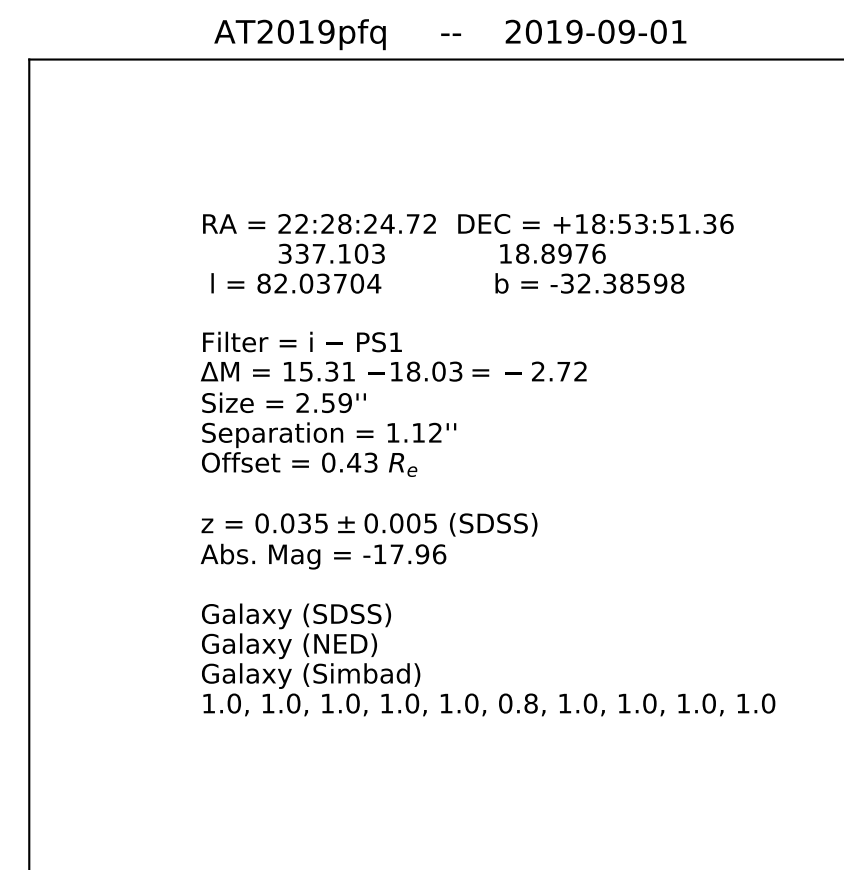 AT2019pfq -- 2019-09-01
RA = 22:28:24.72 DEC = +18:53:51.36
337.103 18.8976
l = 82.03704 b = -32.38598
Filter = i − PS1
ΔM = 15.31 −18.03 = − 2.72
Size = 2.59''
Separation = 1.12''
Offset = 0.43 Re
z = 0.035 ± 0.005 (SDSS)
Abs. Mag = -17.96
Galaxy (SDSS)
Galaxy (NED)
Galaxy (Simbad)
1.0, 1.0, 1.0, 1.0, 1.0, 0.8, 1.0, 1.0, 1.0, 1.0